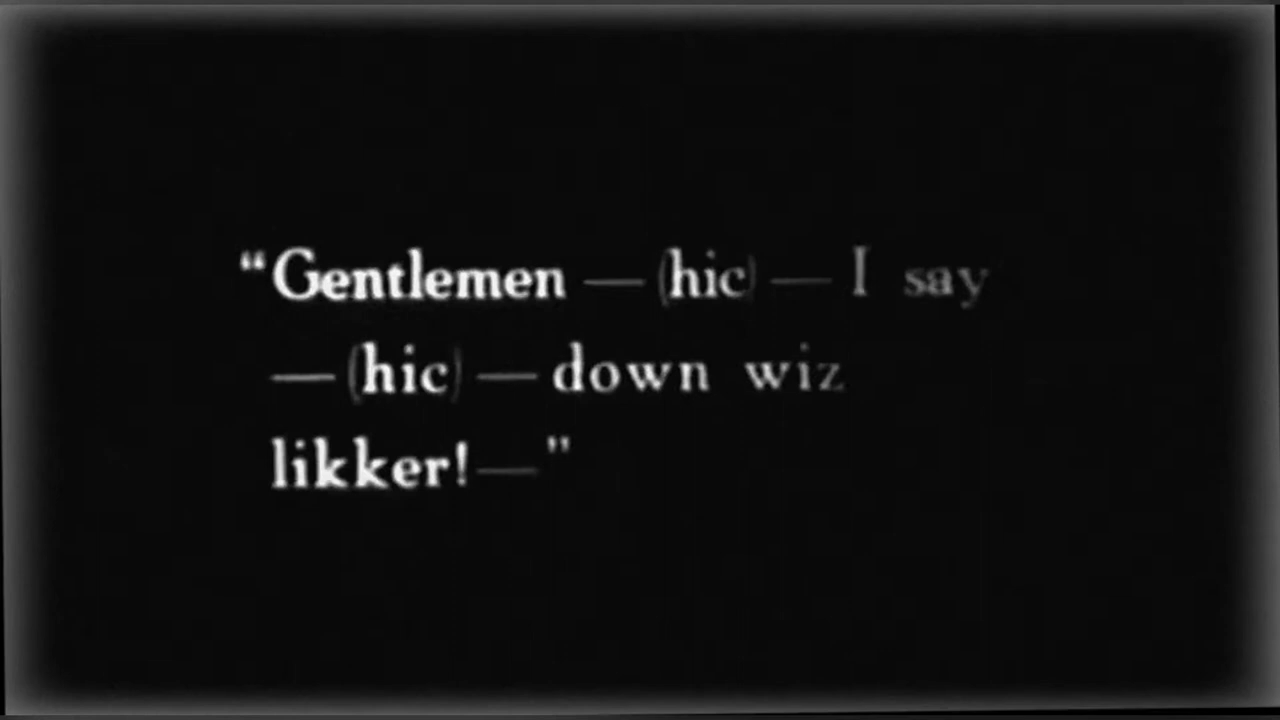 “Gentlemen — (hic) — I say
— (hic) — down wiz
likker!—"